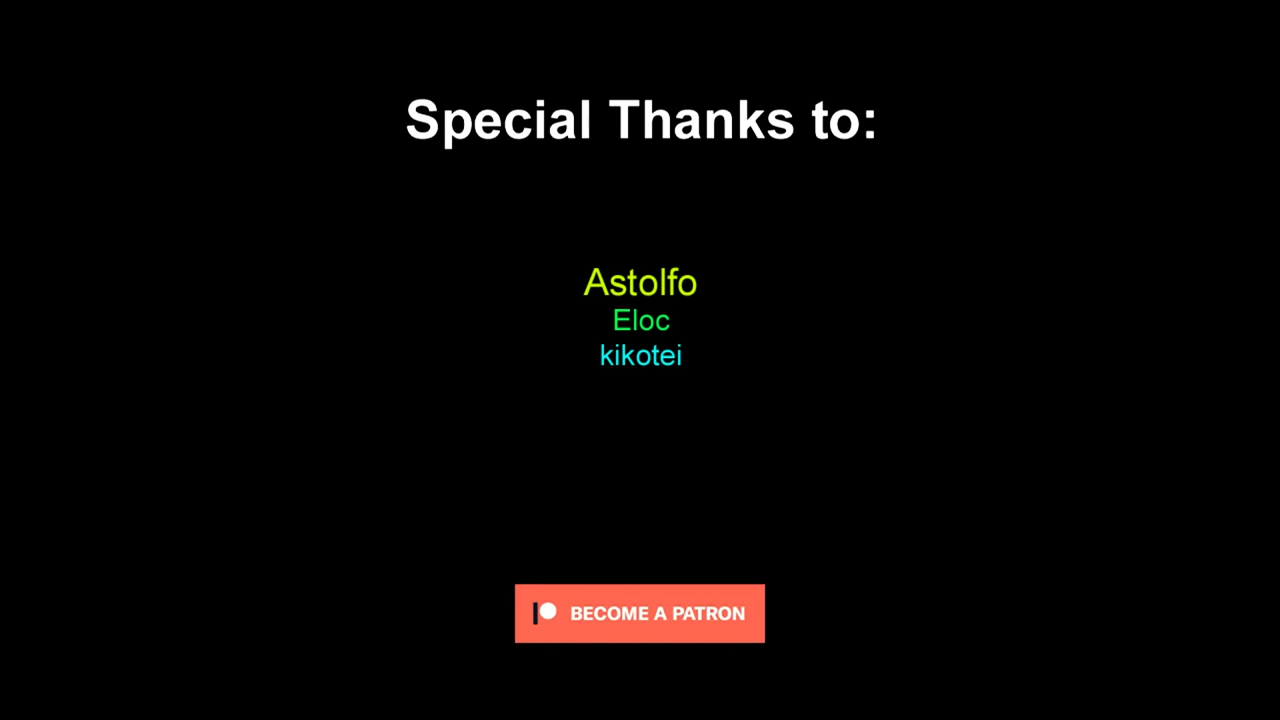 Special Thanks to:
Astolfo
Eloc
kikotei
BECOME A PATRON